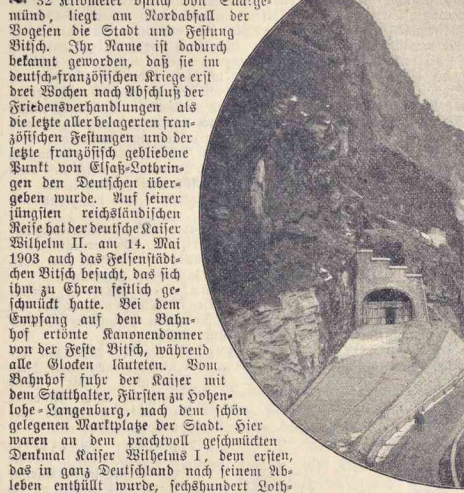 32 Kilometer östlich von Saarge-
münd, liegt am Nordabfall der
Vogesen die Stadt und Festung
Bitsch. Ihr Name ist dadurch
bekannt geworden, daß sie im
deutsch-französischen Kriege erst
drei Wochen nach Abschluß der
Friedensverhandlungen als
die letzte aller belagerten fran-
zösischen Festungen und der
letzte französisch gebliebene
Punkt von Elsaß-Lothrin-
gen den Deutschen über-
geben wurde. Auf seiner
jüngsten reichsländischen
Reise hat der deutsche Kaiser
Wilhelm II. am 14. Mai
1903 auch das Felsenstädt-
chen Bitsch besucht, das sich
ihm zu Ehren festlich ge-
schmückt hatte. Bei dem
Empfang auf dem Bahn-
hof ertönte Kanonendonner
von der Feste Bitsch, während
alle Glocken läuteten. Vom
Bahnhof fuhr der Kaiser mit
dem Statthalter, Fürsten zu Hohen-
lohe-Langenburg, nach dem schön
gelegenen Marktplatze der Stadt. Hier
waren an dem prachtvoll geschmückten
Denkmal Kaiser Wilhelms I, dem ersten,
das in ganz Deutschland nach seinem Ab-
leben enthüllt wurde, sechshundert Loth-